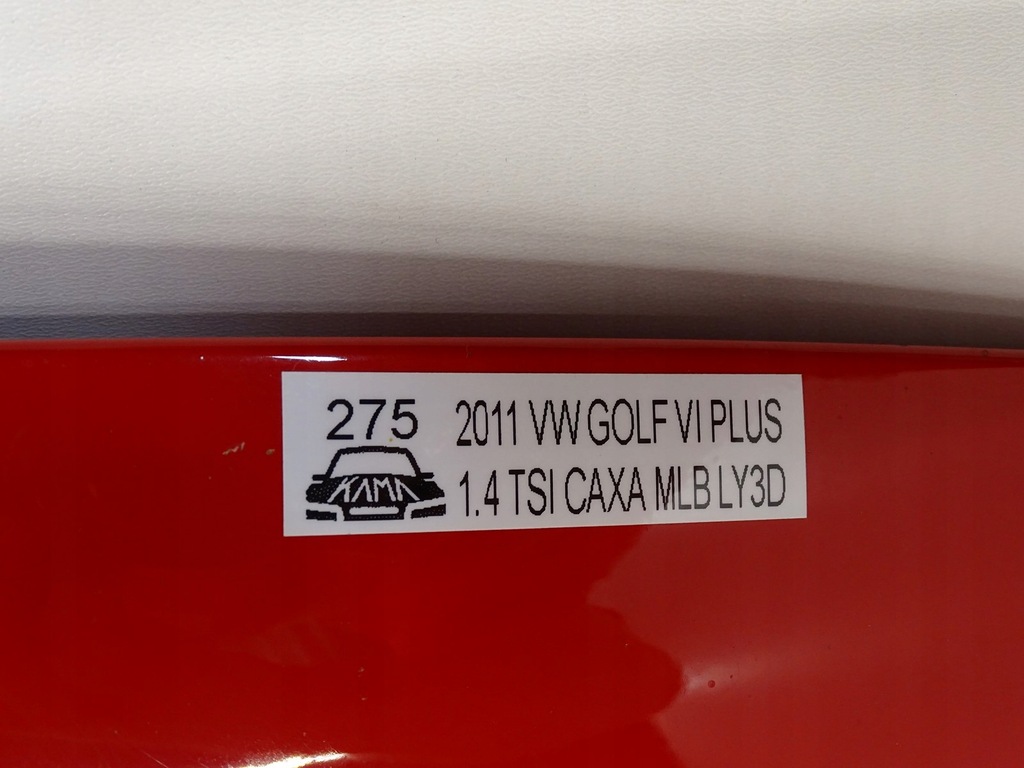 275
KAMA
2011 VW GOLF VI PLUS
1.4 TSI CAXA MLB LY3D